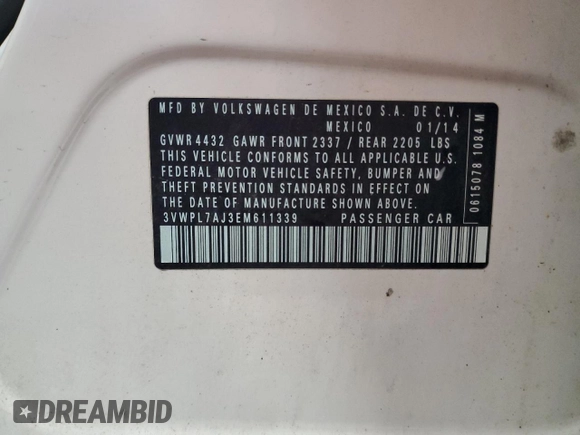 MFD BY VOLKSWAGEN DE MEXICO S.A. DE C.V.
MEXICO 01/14
GVWR 4432 GAWR FRONT 2337 / REAR 2205 LBS
THIS VEHICLE CONFORMS TO ALL APPLICABLE U.S.
FEDERAL MOTOR VEHICLE SAFETY, BUMPER AND
THEFT PREVENTION STANDARDS IN EFFECT ON
THE DATE OF MANUFACTURE SHOWN ABOVE.
3VWPL7AJ3EM611339 PASSENGER CAR
0615078 1084 M
DREAMBID